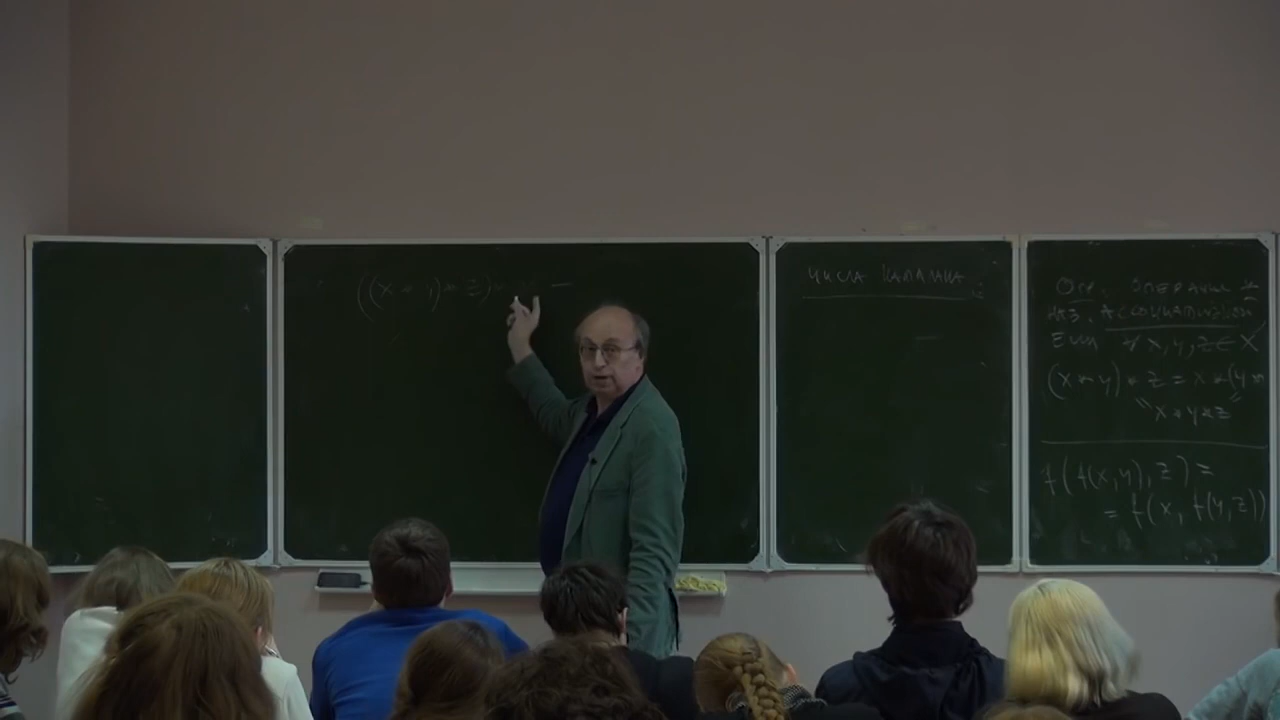 ((x * y) * z) *
ЧИСЛА КАТАЛАНА
Опр. Операция *
наз. Ассоциативной
Если ∀ x, y, z ∈ X
(x * y) * z = x * (y *
"x * y * z"
f(f(x,y), z) =
= f(x, f(y,z))